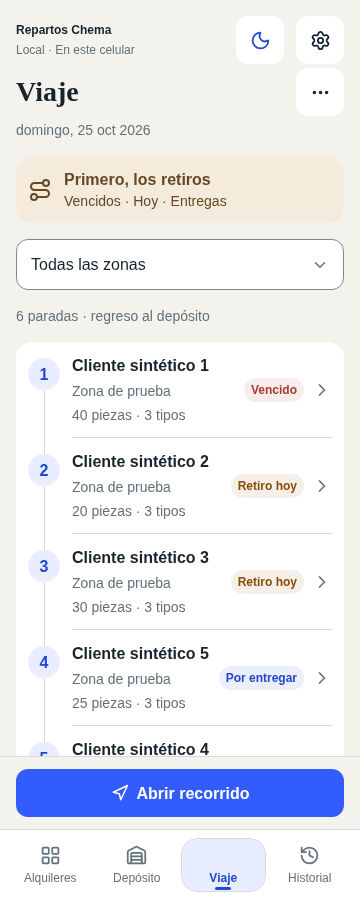 Repartos Chema
Local · En este celular
Viaje
domingo, 25 oct 2026
Primero, los retiros
Vencidos · Hoy · Entregas
Todas las zonas
6 paradas · regreso al depósito
1
Cliente sintético 1
Zona de prueba
Vencido
40 piezas · 3 tipos
2
Cliente sintético 2
Zona de prueba
Retiro hoy
20 piezas · 3 tipos
3
Cliente sintético 3
Zona de prueba
Retiro hoy
30 piezas · 3 tipos
4
Cliente sintético 5
Zona de prueba
Por entregar
25 piezas · 3 tipos
5
Cliente sintético 4
Abrir recorrido
Alquileres
Depósito
Viaje
Historial